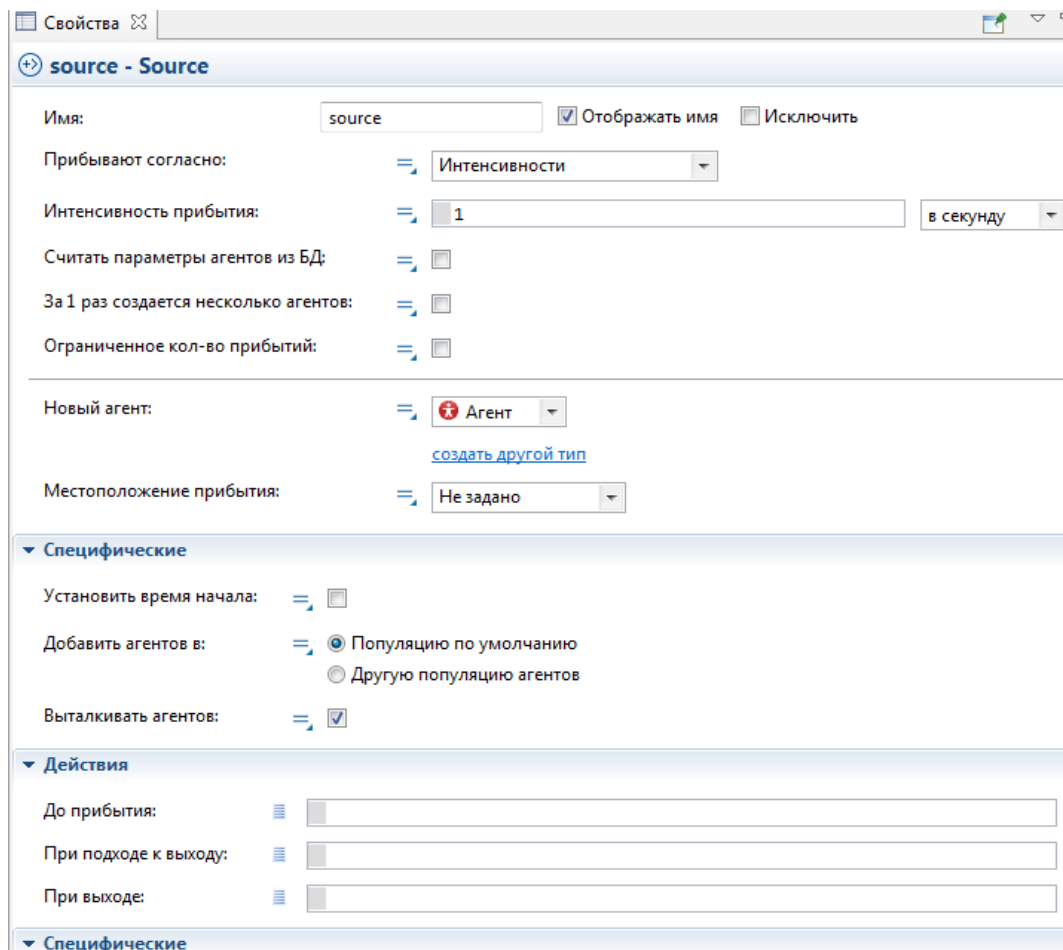 Свойства
source - Source
Имя: source Отображать имя Исключить
Прибывают согласно: Интенсивности
Интенсивность прибытия: 1 в секунду
Считать параметры агентов из БД:
За 1 раз создается несколько агентов:
Ограниченное кол-во прибытий:
Новый агент: Агент
создать другой тип
Местоположение прибытия: Не задано
Специфические
Установить время начала:
Добавить агентов в: Популяцию по умолчанию
Другую популяцию агентов
Выталкивать агентов:
Действия
До прибытия:
При подходе к выходу:
При выходе:
Специфические